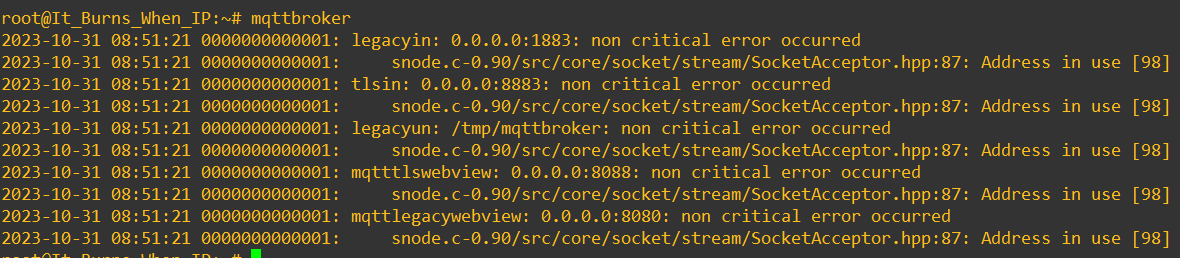 root@It_Burns_When_IP:~# mqttbroker
2023-10-31 08:51:21 0000000000001: legacyin: 0.0.0.0:1883: non critical error occurred
2023-10-31 08:51:21 0000000000001:     snode.c-0.90/src/core/socket/stream/SocketAcceptor.hpp:87: Address in use [98]
2023-10-31 08:51:21 0000000000001: tlsin: 0.0.0.0:8883: non critical error occurred
2023-10-31 08:51:21 0000000000001:     snode.c-0.90/src/core/socket/stream/SocketAcceptor.hpp:87: Address in use [98]
2023-10-31 08:51:21 0000000000001: legacyun: /tmp/mqttbroker: non critical error occurred
2023-10-31 08:51:21 0000000000001:     snode.c-0.90/src/core/socket/stream/SocketAcceptor.hpp:87: Address in use [98]
2023-10-31 08:51:21 0000000000001: mqtttlswebview: 0.0.0.0:8088: non critical error occurred
2023-10-31 08:51:21 0000000000001:     snode.c-0.90/src/core/socket/stream/SocketAcceptor.hpp:87: Address in use [98]
2023-10-31 08:51:21 0000000000001: mqttlegacywebview: 0.0.0.0:8080: non critical error occurred
2023-10-31 08:51:21 0000000000001:     snode.c-0.90/src/core/socket/stream/SocketAcceptor.hpp:87: Address in use [98]
root@It_Burns_When_IP:~#